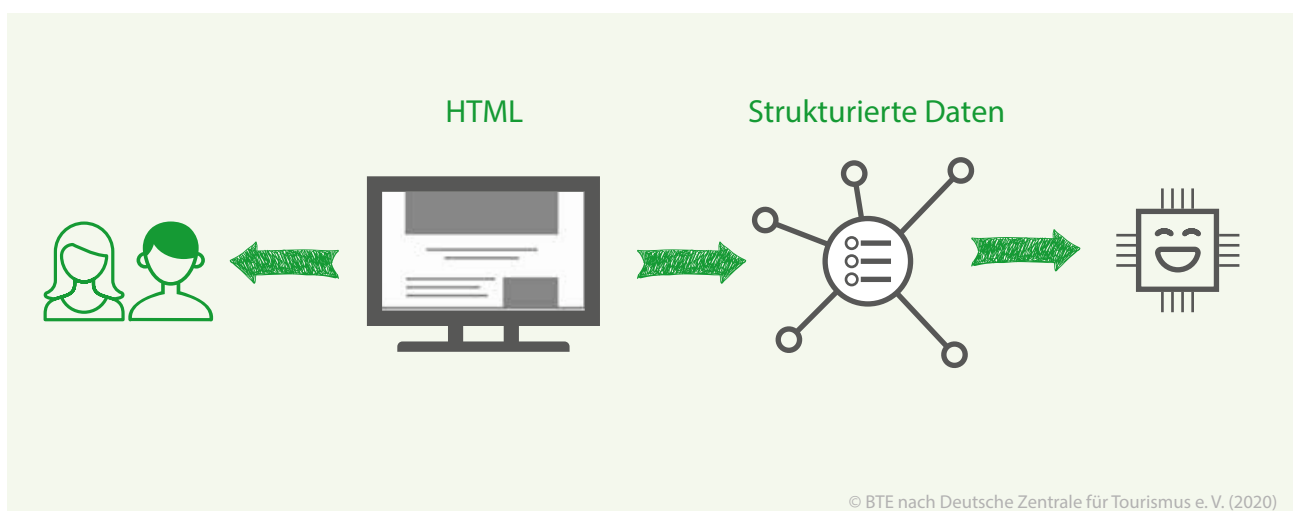 HTML
Strukturierte Daten
© BTE nach Deutsche Zentrale für Tourismus e. V. (2020)